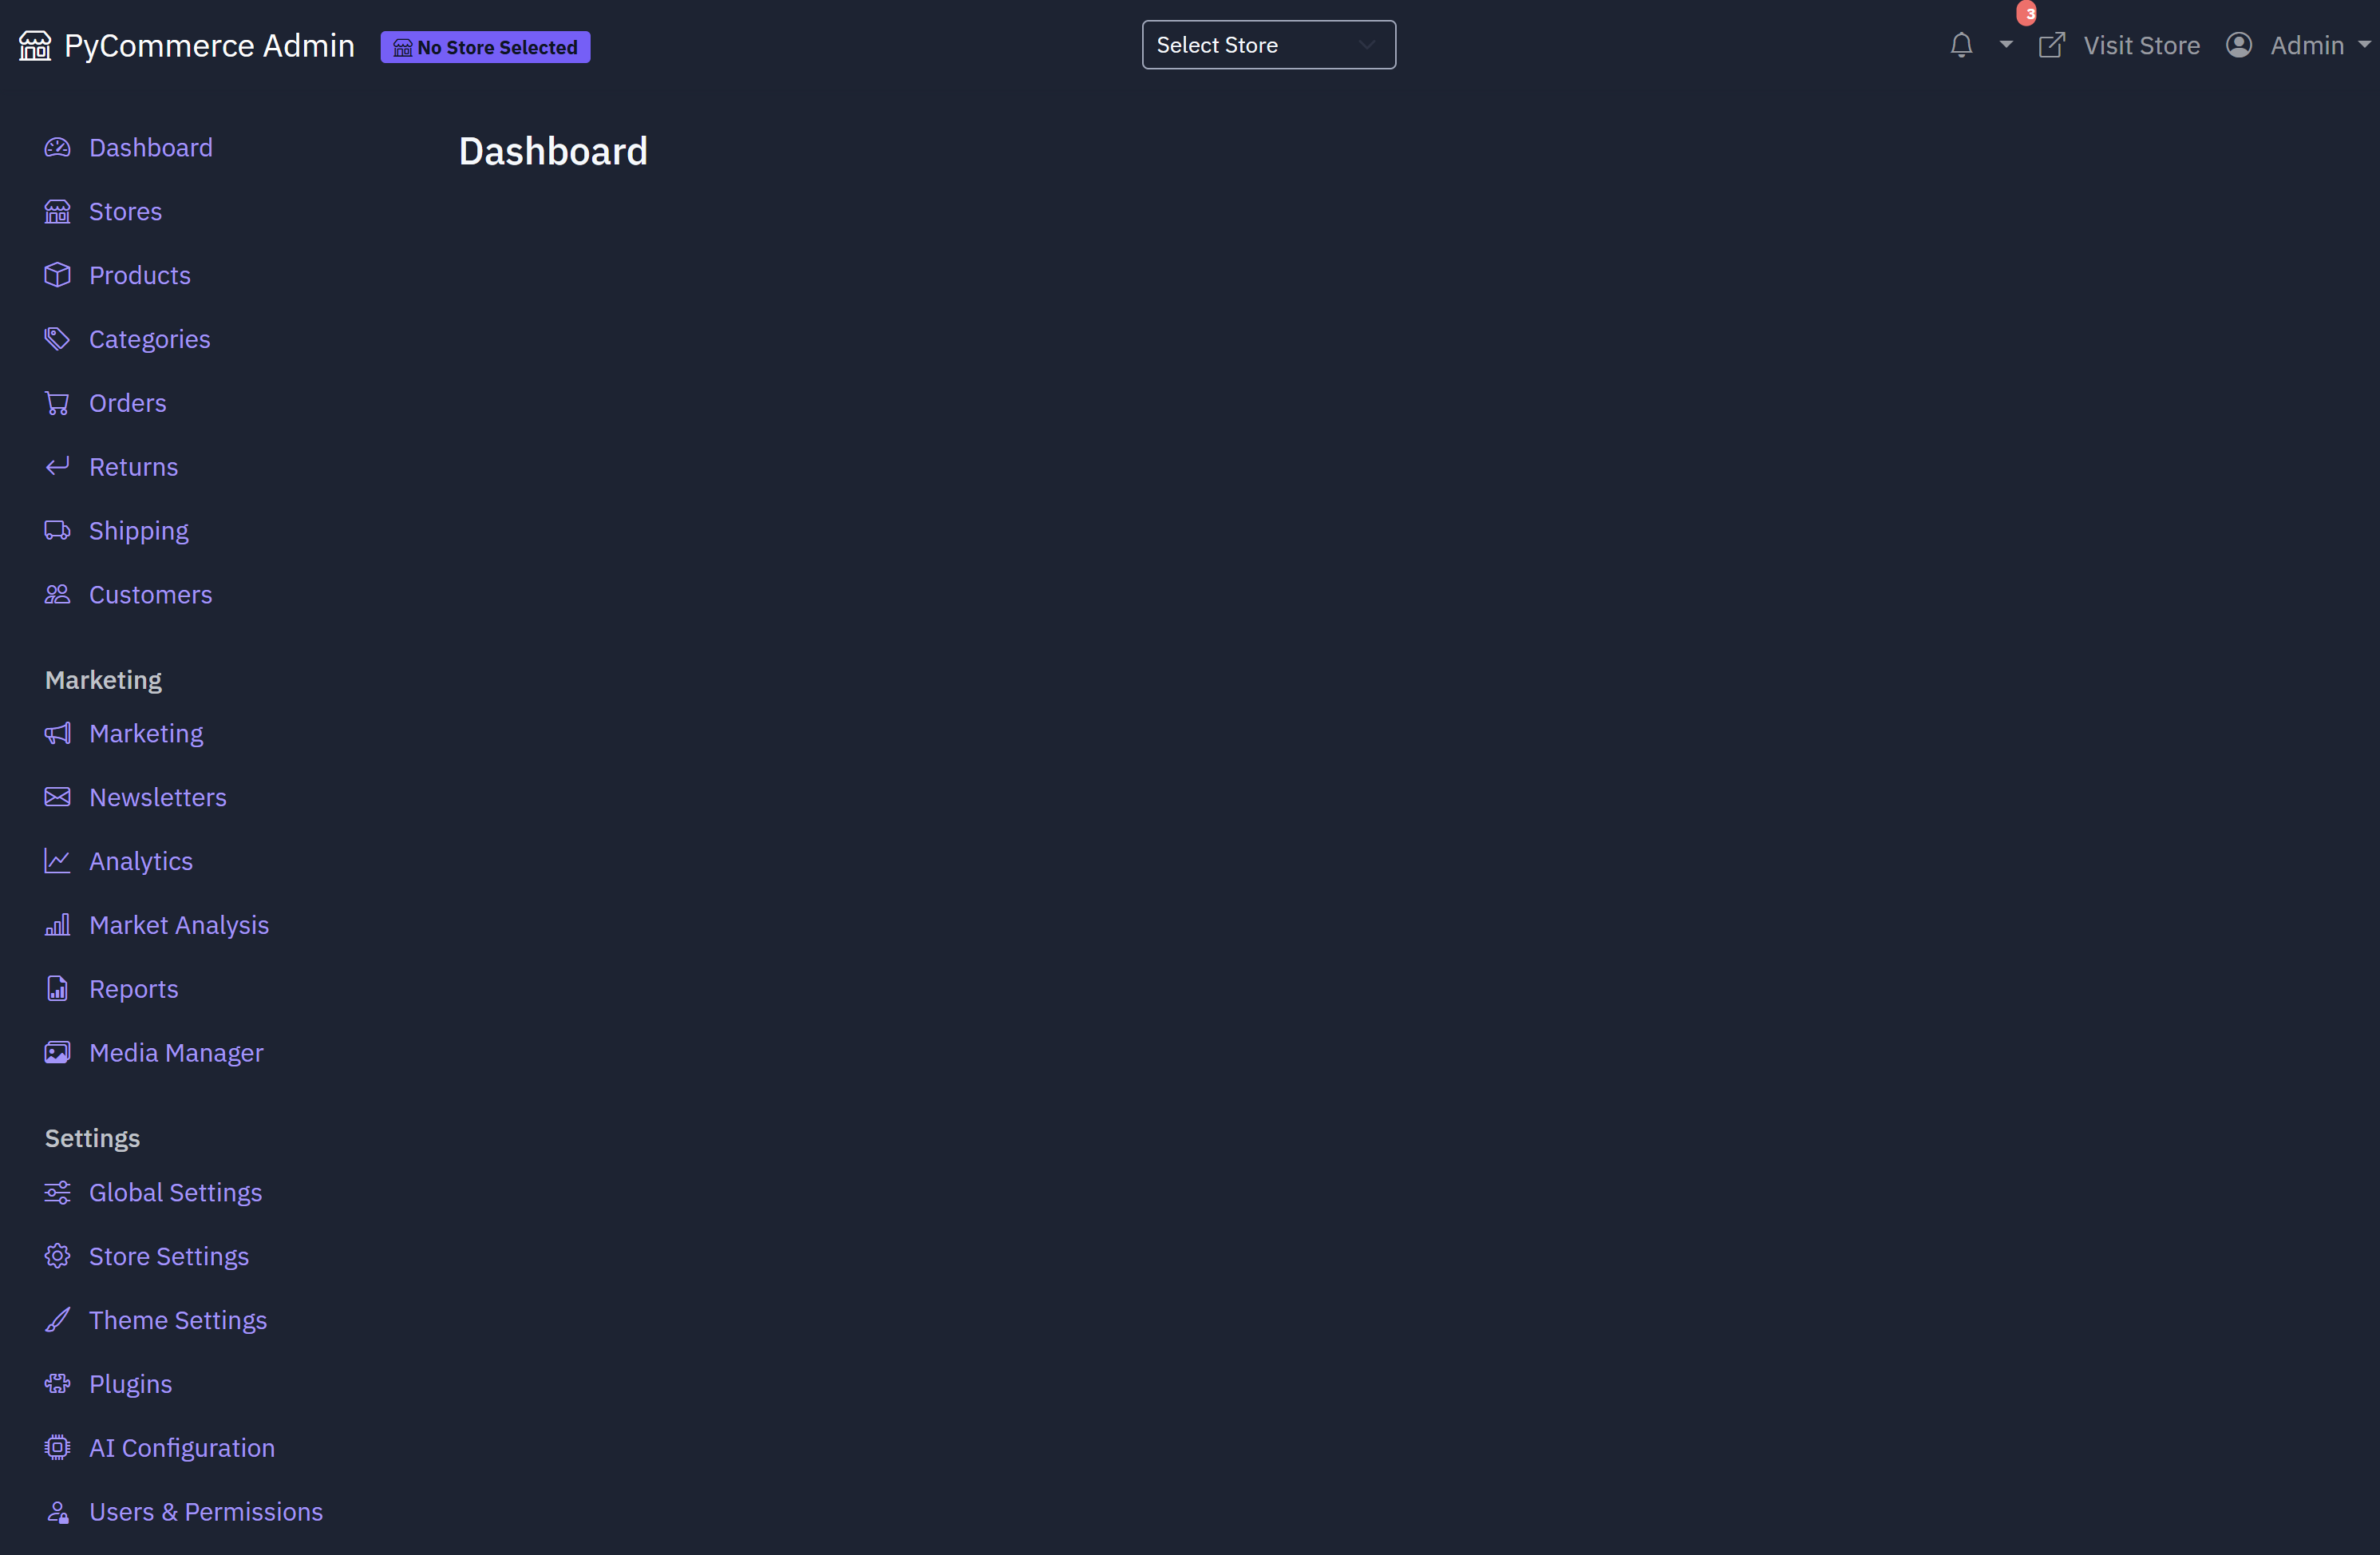 PyCommerce Admin
No Store Selected
Select Store
3
Visit Store
Admin
Dashboard
Stores
Products
Categories
Orders
Returns
Shipping
Customers
Marketing
Marketing
Newsletters
Analytics
Market Analysis
Reports
Media Manager
Settings
Global Settings
Store Settings
Theme Settings
Plugins
AI Configuration
Users & Permissions
Dashboard